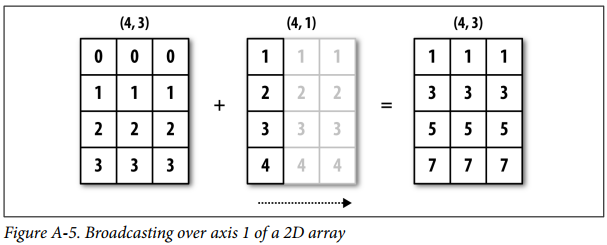 (4, 3) (4, 1) (4, 3)
0 0 0 1 1 1 1 1 1
1 1 1 2 2 2 3 3 3
+ =
2 2 2 3 3 3 5 5 5
3 3 3 4 4 4 7 7 7
Figure A-5. Broadcasting over axis 1 of a 2D array